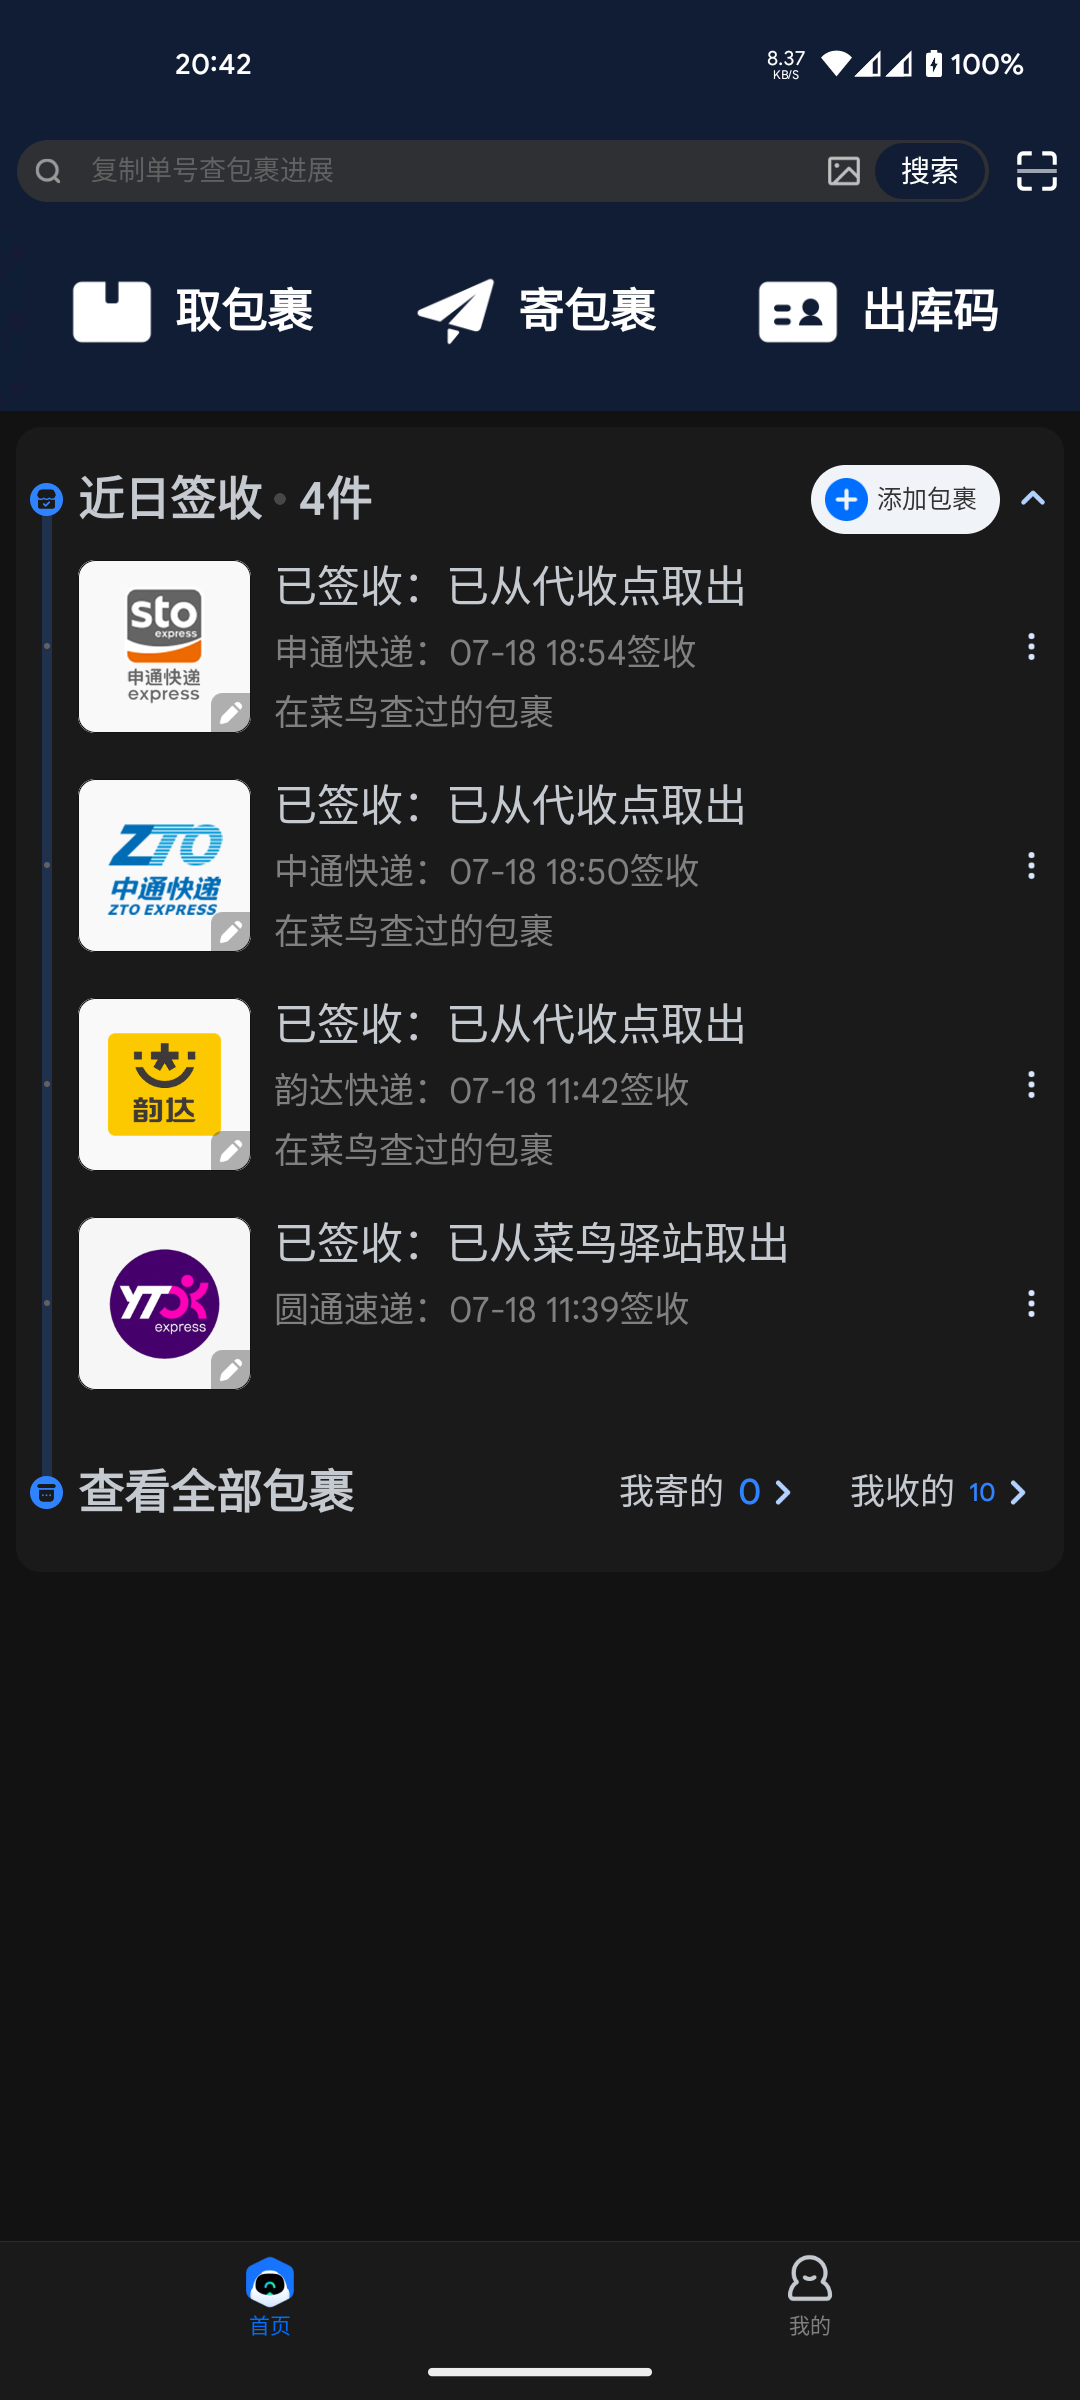 20:42
8.37
KB/S
100%
复制单号查包裹进展
搜索
取包裹
寄包裹
出库码
近日签收 · 4件
添加包裹
sto
express
申通快递
express
已签收：已从代收点取出
申通快递：07-18 18:54签收
在菜鸟查过的包裹
ZTO
中通快递
ZTO EXPRESS
已签收：已从代收点取出
中通快递：07-18 18:50签收
在菜鸟查过的包裹
韵达
已签收：已从代收点取出
韵达快递：07-18 11:42签收
在菜鸟查过的包裹
YTO
express
已签收：已从菜鸟驿站取出
圆通速递：07-18 11:39签收
查看全部包裹
我寄的 0
我收的 10
首页
我的